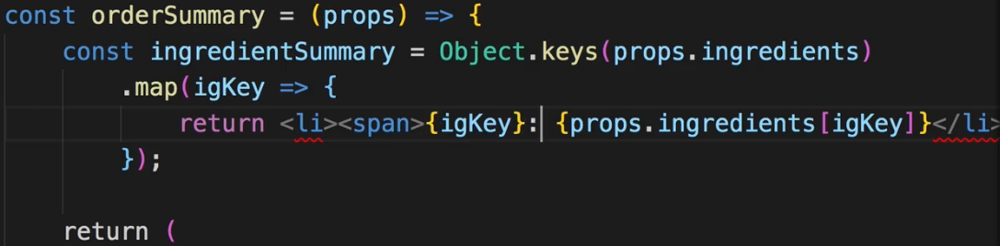 const orderSummary = (props) => {
const ingredientSummary = Object.keys(props.ingredients)
.map(igKey => {
return <li><span>{igKey}: {props.ingredients[igKey]}</li>
});
return (